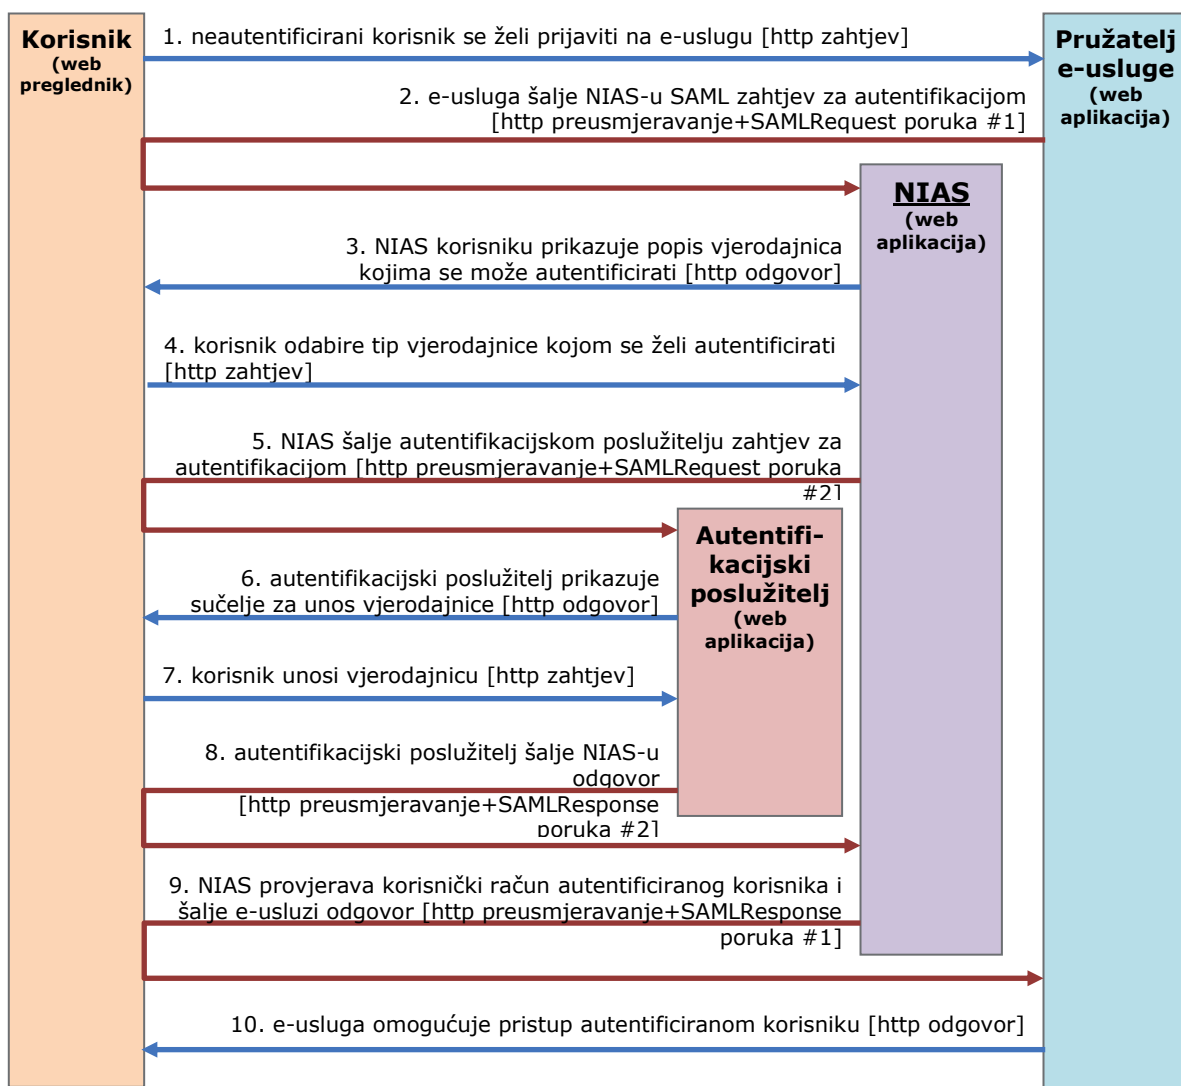 Korisnik
(web
preglednik)
1. neautentificirani korisnik se želi prijaviti na e-uslugu [http zahtjev]
Pružatelj
e-usluge
(web
aplikacija)
2. e-usluga šalje NIAS-u SAML zahtjev za autentifikacijom
[http preusmjeravanje+SAMLRequest poruka #1]
NIAS
(web
aplikacija)
3. NIAS korisniku prikazuje popis vjerodajnica
kojima se može autentificirati [http odgovor]
4. korisnik odabire tip vjerodajnice kojom se želi autentificirati
[http zahtjev]
5. NIAS šalje autentifikacijskom poslužitelju zahtjev za
autentifikacijom [http preusmjeravanje+SAMLRequest poruka
#2]
Autentifi-
kacijski
poslužitelj
(web
aplikacija)
6. autentifikacijski poslužitelj prikazuje
sučelje za unos vjerodajnice [http odgovor]
7. korisnik unosi vjerodajnicu [http zahtjev]
8. autentifikacijski poslužitelj šalje NIAS-u
odgovor
[http preusmjeravanje+SAMLResponse
poruka #2]
9. NIAS provjerava korisnički račun autentificiranog korisnika i
šalje e-usluzi odgovor [http preusmjeravanje+SAMLResponse
poruka #1]
10. e-usluga omogućuje pristup autentificiranom korisniku [http odgovor]